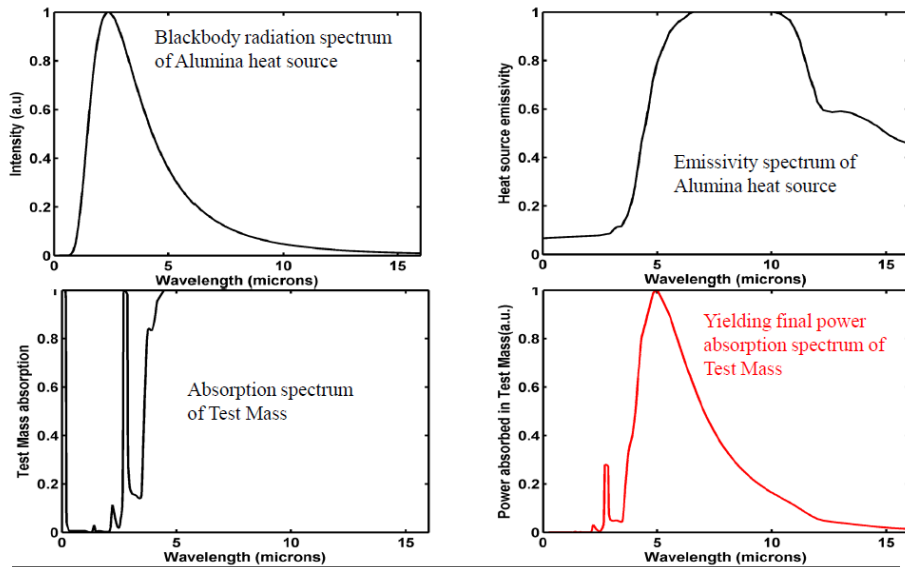 Blackbody radiation spectrum
of Alumina heat source
Intensity (a.u)
1
0.8
0.6
0.4
0.2
0
0 5 10 15
Wavelength (microns)
Emissivity spectrum of
Alumina heat source
Heat source emissivity
1
0.8
0.6
0.4
0.2
0
0 5 10 15
Wavelength (microns)
Absorption spectrum
of Test Mass
Test Mass absorption
1
0.8
0.6
0.4
0.2
0
0 5 10 15
Wavelength (microns)
Yielding final power
absorption spectrum of
Test Mass
Power absorbed in Test Mass(a.u.)
1
0.8
0.6
0.4
0.2
0
0 5 10 15
Wavelength (microns)